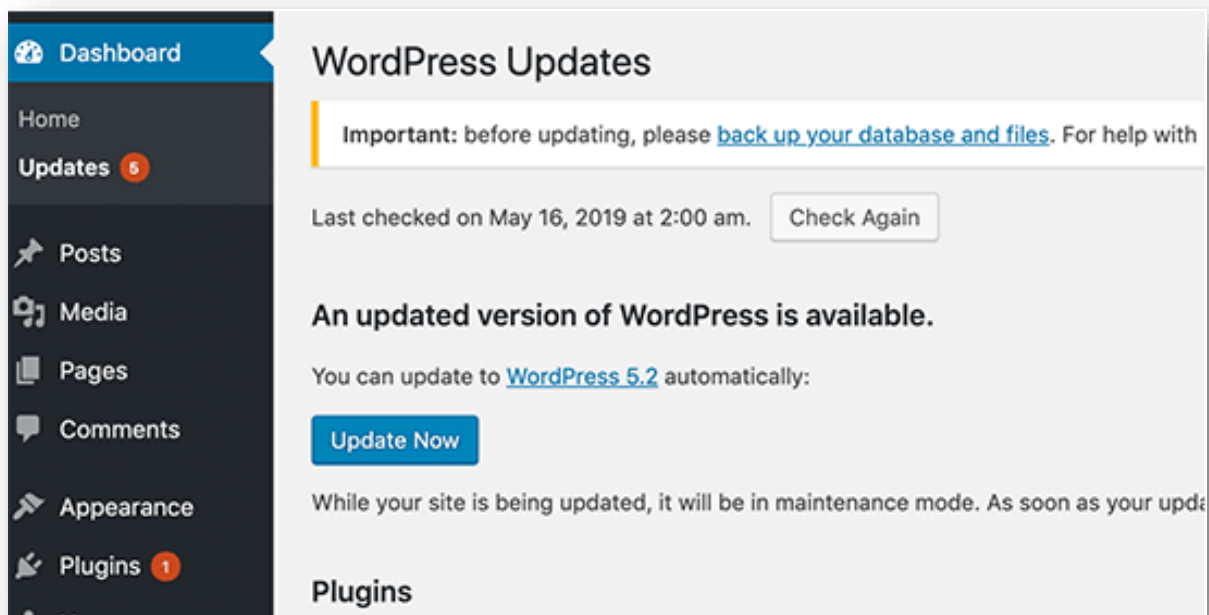 Dashboard
Home
Updates 5
Posts
Media
Pages
Comments
Appearance
Plugins 1
WordPress Updates
Important: before updating, please back up your database and files. For help with
Last checked on May 16, 2019 at 2:00 am. Check Again
An updated version of WordPress is available.
You can update to WordPress 5.2 automatically:
Update Now
While your site is being updated, it will be in maintenance mode. As soon as your
Plugins